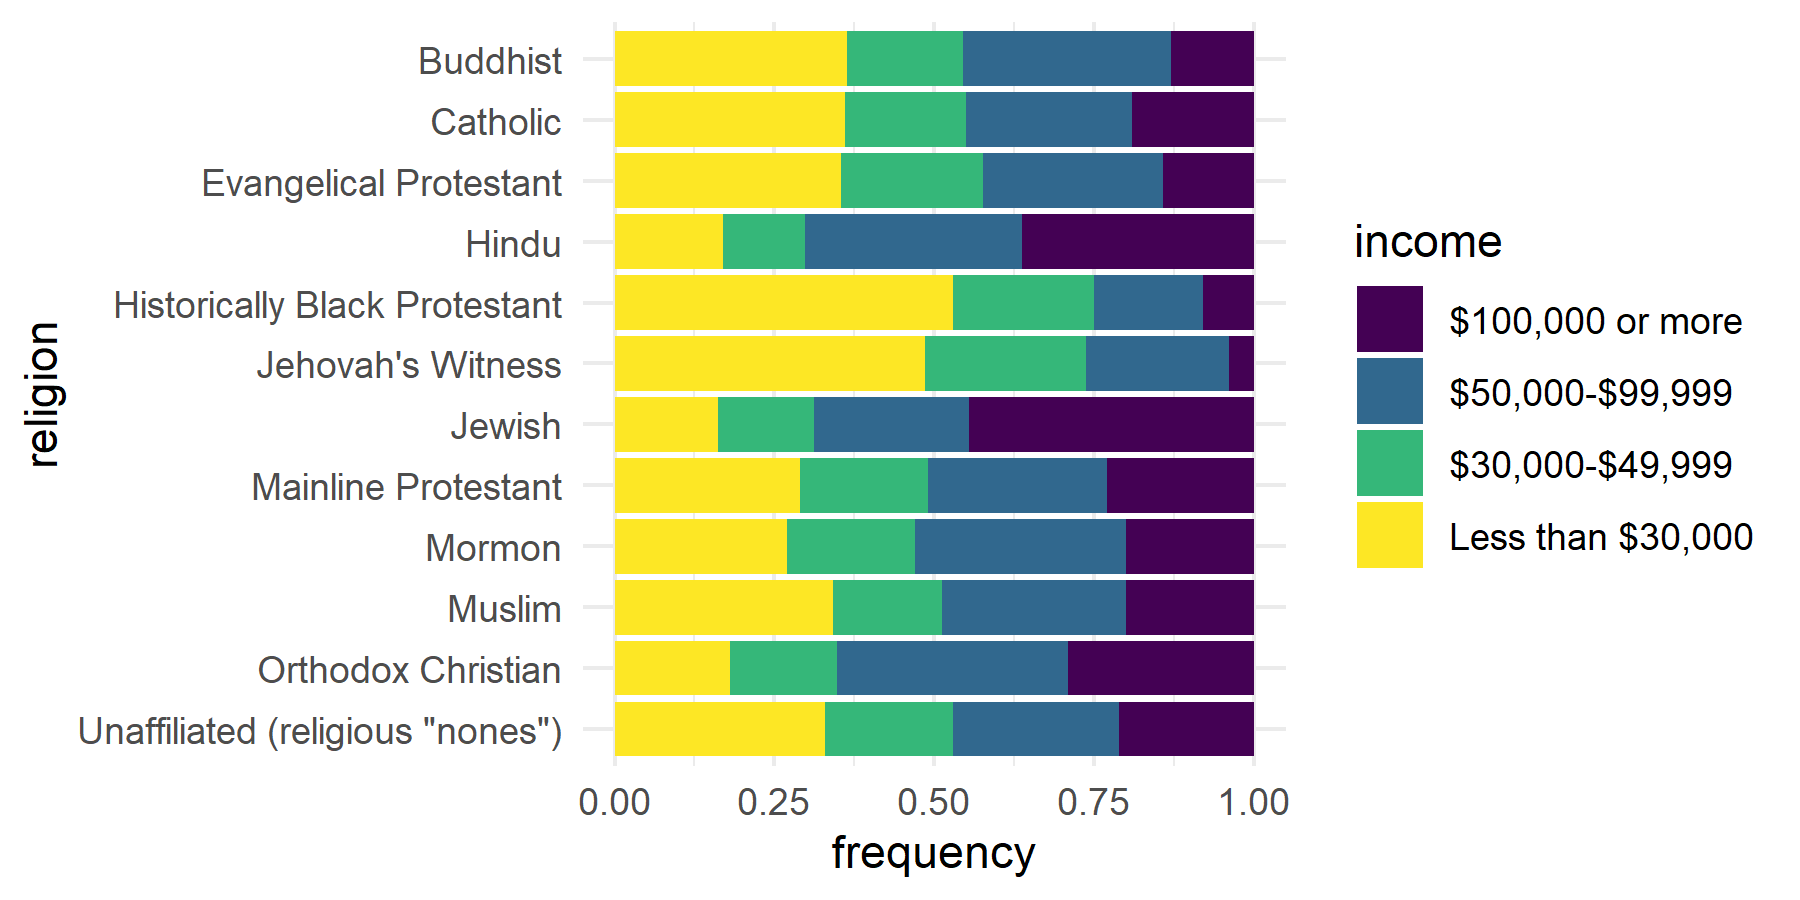 Buddhist
Catholic
Evangelical Protestant
Hindu
Historically Black Protestant
Jehovah's Witness
Jewish
Mainline Protestant
Mormon
Muslim
Orthodox Christian
Unaffiliated (religious "nones")
religion
0.00 0.25 0.50 0.75 1.00
frequency
income
$100,000 or more
$50,000-$99,999
$30,000-$49,999
Less than $30,000